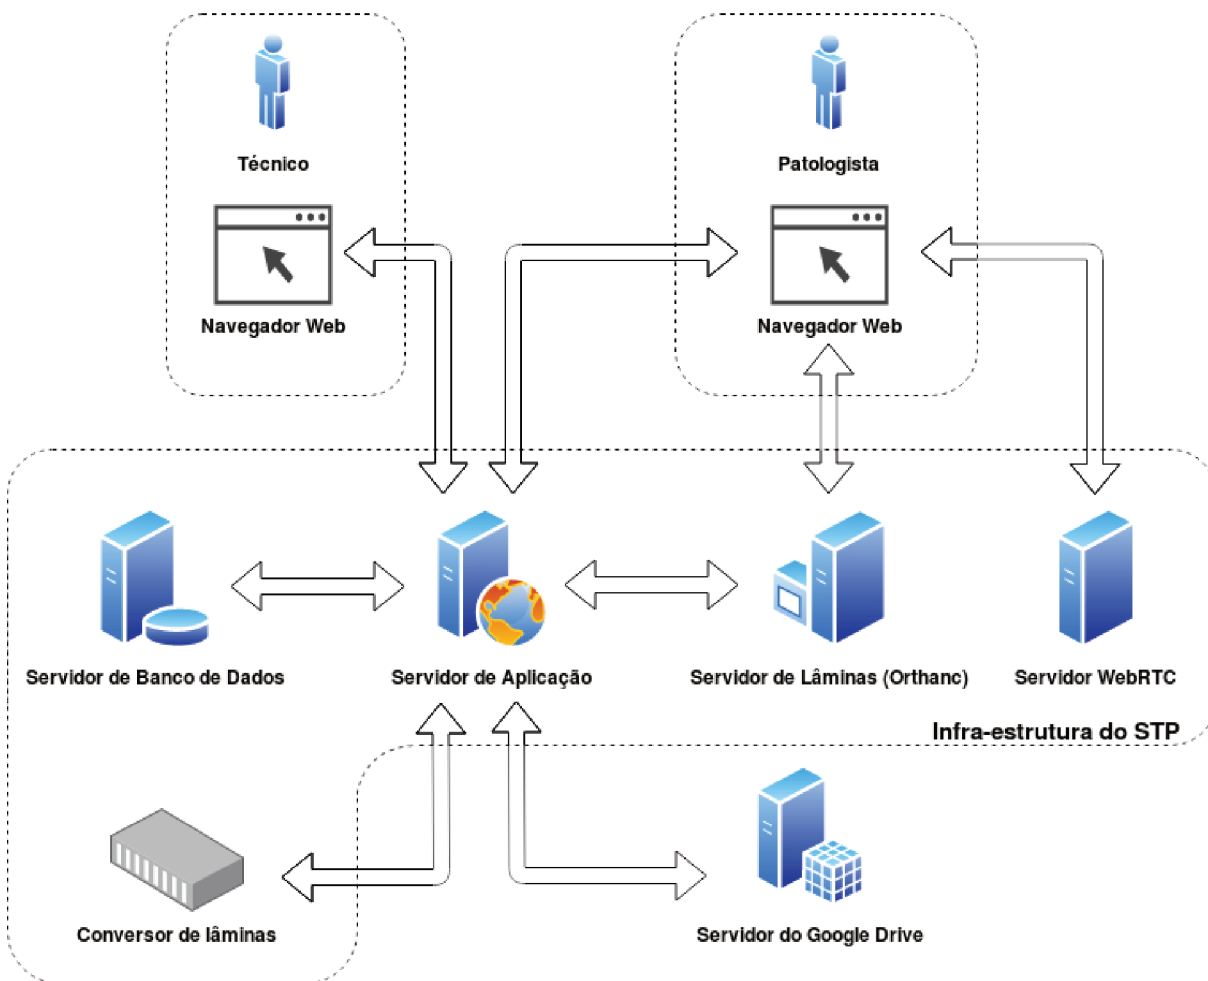 Técnico
Patologista
Navegador Web
Navegador Web
Servidor de Banco de Dados
Servidor de Aplicação
Servidor de Lâminas (Orthanc)
Servidor WebRTC
Infra-estrutura do STP
Conversor de lâminas
Servidor do Google Drive